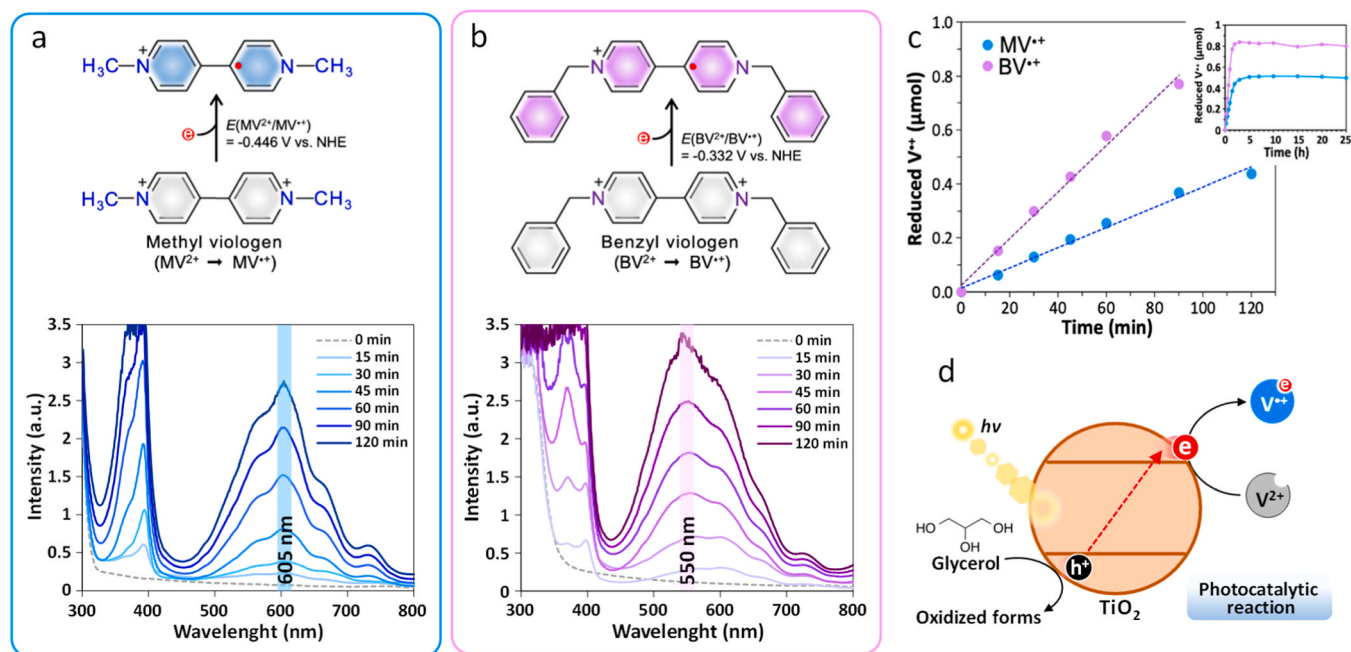 a
H₃C
N
+
N
CH₃
e
E(MV²⁺/MV•⁺)
= -0.446 V vs. NHE
H₃C
N
+
+
N
CH₃
Methyl viologen
(MV²⁺ → MV•⁺)
3.5
3
2.5
2
1.5
1
0.5
0
Intensity (a.u.)
0 min
15 min
30 min
45 min
60 min
90 min
120 min
605 nm
300 400 500 600 700 800
Wavelenght (nm)
b
N
+
N
e
E(BV²⁺/BV•⁺)
= -0.332 V vs. NHE
N
+
+
N
Benzyl viologen
(BV²⁺ → BV•⁺)
3.5
3
2.5
2
1.5
1
0.5
0
Intensity (a.u.)
0 min
15 min
30 min
45 min
60 min
90 min
120 min
550 nm
300 400 500 600 700 800
Wavelenght (nm)
c
1.0
0.8
0.6
0.4
0.2
0.0
Reduced V•⁺ (μmol)
MV•⁺
BV•⁺
0 20 40 60 80 100 120
Time (min)
1
0.8
0.6
0.4
0.2
0
Reduced V•⁺ (μmol)
0 5 10 15 20 25
Time (h)
d
hν
e
V•⁺
e
V²⁺
HO
OH
OH
Glycerol
h⁺
Oxidized forms
TiO₂
Photocatalytic
reaction